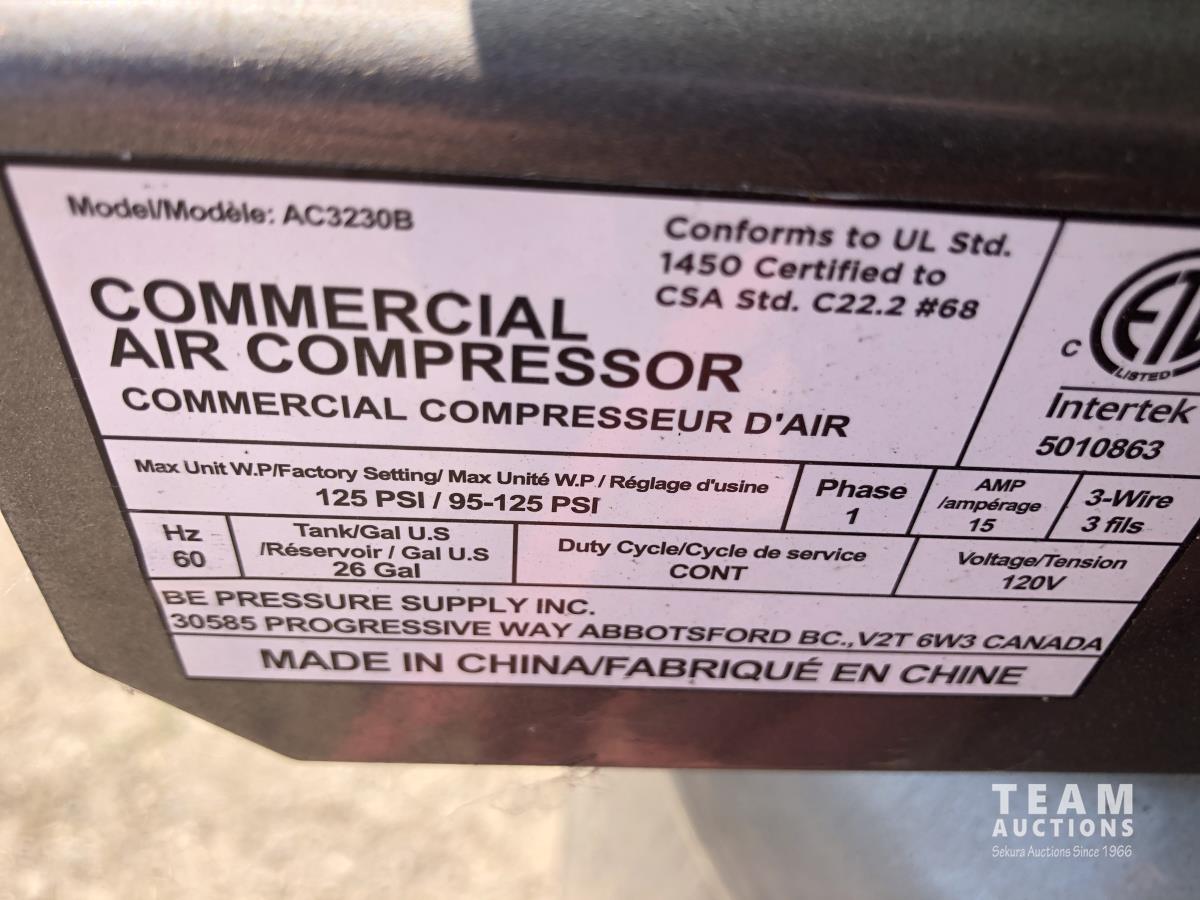 Model/Modèle: AC3230B
Conforms to UL Std.
1450 Certified to
CSA Std. C22.2 #68
COMMERCIAL
AIR COMPRESSOR
COMMERCIAL COMPRESSEUR D'AIR
C
ETL
LISTED
Intertek
5010863
Max Unit W.P/Factory Setting/ Max Unité W.P / Réglage d'usine
125 PSI / 95-125 PSI
Phase
1
AMP
/ampérage
15
3-Wire
3 fils
Hz
60
Tank/Gal U.S
/Réservoir / Gal U.S
26 Gal
Duty Cycle/Cycle de service
CONT
Voltage/Tension
120V
BE PRESSURE SUPPLY INC.
30585 PROGRESSIVE WAY ABBOTSFORD BC.,V2T 6W3 CANADA
MADE IN CHINA/FABRIQUÉ EN CHINE
TEAM
AUCTIONS
Sekura Auctions Since 1966